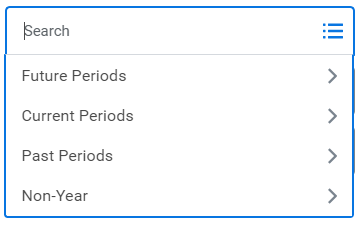 Search
Future Periods
Current Periods
Past Periods
Non-Year